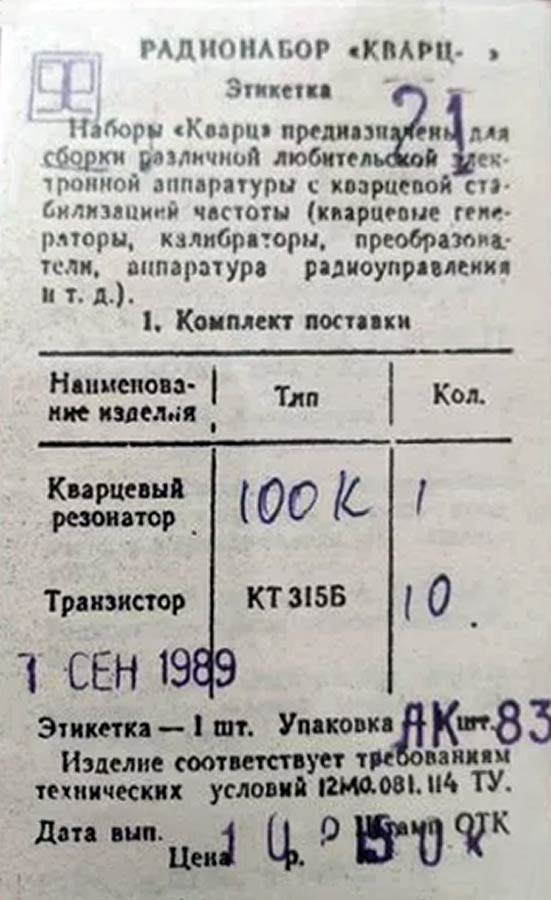 РАДИОНАБОР «КВАРЦ- »
21
Этикетка
Наборы «Кварц» предназначены для
сборки различной любительской элек-
тронной аппаратуры с кварцевой ста-
билизацией частоты (кварцевые гене-
раторы, калибраторы, преобразова-
тели, аппаратура радиоуправления
и т. д.).
1. Комплект поставки
Наименова- Тип Кол.
ние изделия
Кварцевый 100К 1
резонатор
Транзистор КТ 315Б 10
1 СЕН 1989
Этикетка — 1 шт. Упаковка шт. АК 83
Изделие соответствует требованиям
технических условий 12М0.081.114 ТУ.
Дата вып. Штамп ОТК
Цена р. к